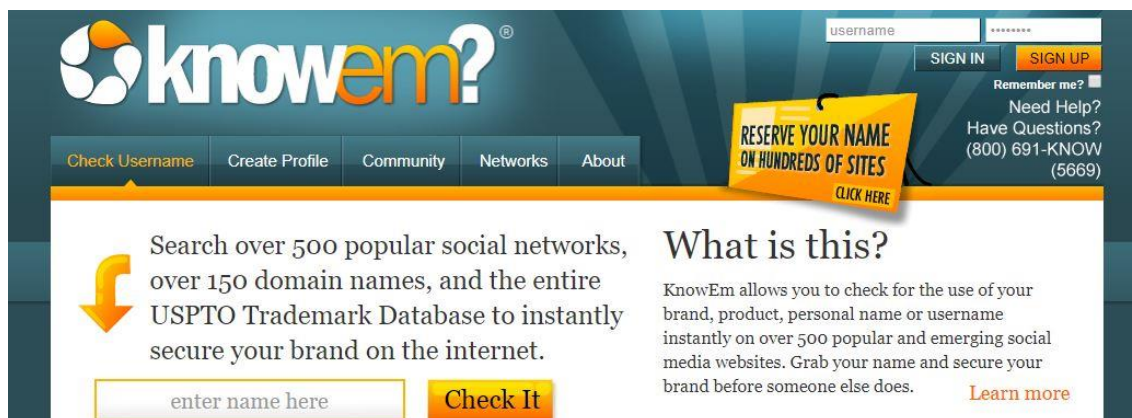 knowem?®
username
••••••••
SIGN IN
SIGN UP
Remember me?
Need Help?
Have Questions?
(800) 691-KNOW
(5669)
RESERVE YOUR NAME
ON HUNDREDS OF SITES
CLICK HERE
Check Username
Create Profile
Community
Networks
About
Search over 500 popular social networks,
over 150 domain names, and the entire
USPTO Trademark Database to instantly
secure your brand on the internet.
enter name here
Check It
What is this?
KnowEm allows you to check for the use of your
brand, product, personal name or username
instantly on over 500 popular and emerging social
media websites. Grab your name and secure your
brand before someone else does.
Learn more